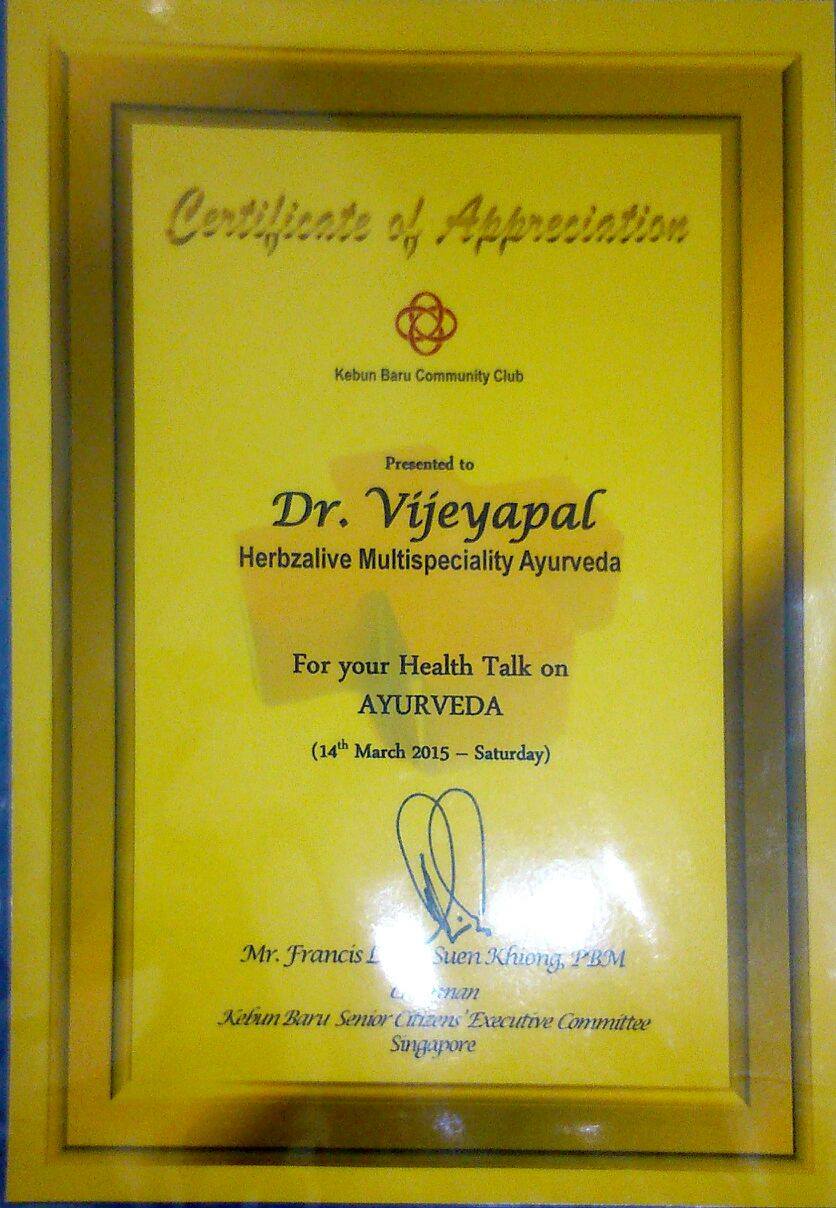 Certificate of Appreciation
Kebun Baru Community Club
Presented to
Dr. Vijeyapal
Herbzalive Multispeciality Ayurveda
For your Health Talk on
AYURVEDA
(14th March 2015 – Saturday)
Mr. Francis Suen Khiong, PBM
Kebun Baru Senior Citizens' Executive Committee
Singapore